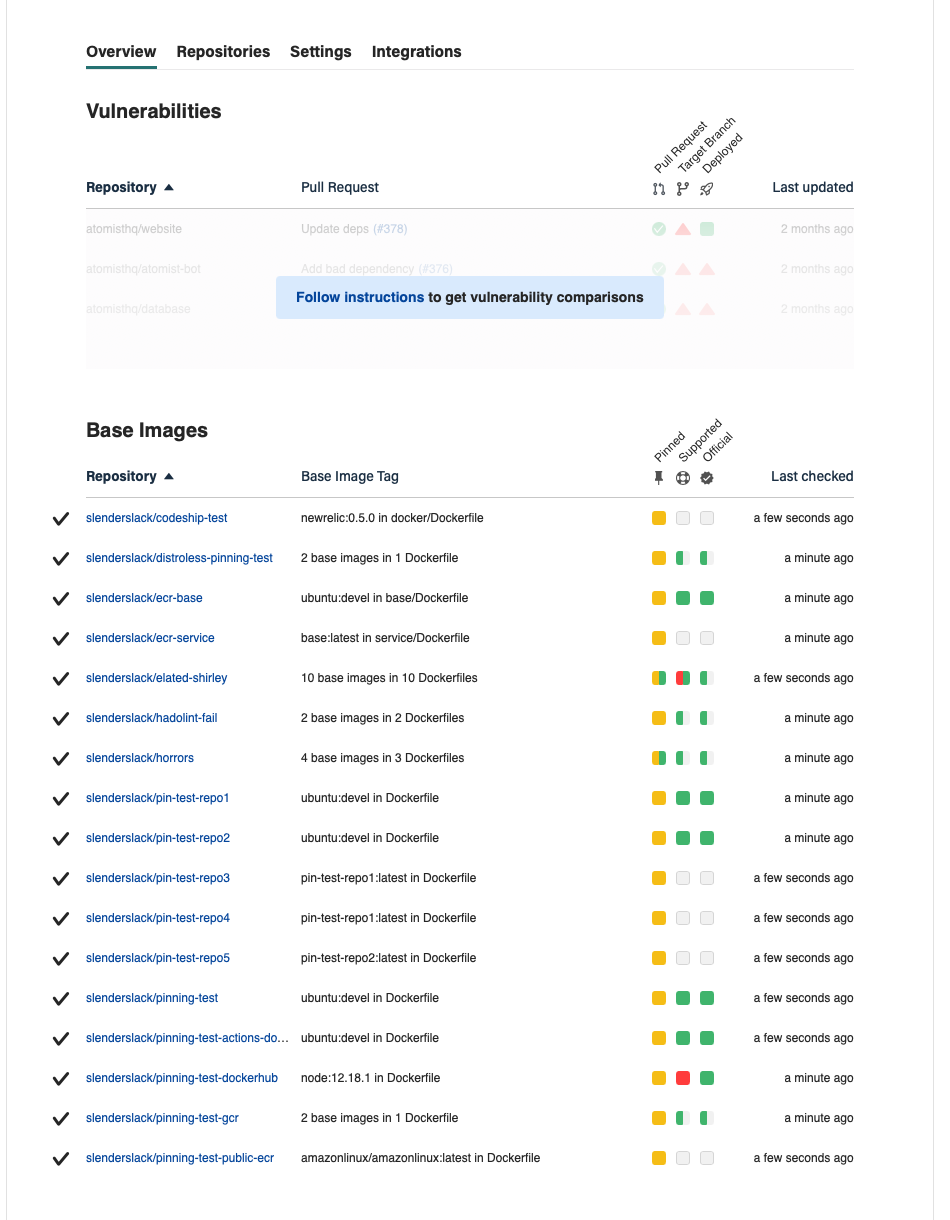 Overview Repositories Settings Integrations
Vulnerabilities
Pull Request
Target Branch
Deployed
Repository Pull Request Last updated
atomisthq/website Update deps (#378) 2 months ago
atomisthq/atomist-bot Add bad dependency (#376) 2 months ago
Follow instructions to get vulnerability comparisons
atomisthq/database 2 months ago
Base Images
Pinned
Supported
Official
Repository Base Image Tag Last checked
slenderslack/codeship-test newrelic:0.5.0 in docker/Dockerfile a few seconds ago
slenderslack/distroless-pinning-test 2 base images in 1 Dockerfile a minute ago
slenderslack/ecr-base ubuntu:devel in base/Dockerfile a minute ago
slenderslack/ecr-service base:latest in service/Dockerfile a minute ago
slenderslack/elated-shirley 10 base images in 10 Dockerfiles a few seconds ago
slenderslack/hadolint-fail 2 base images in 2 Dockerfiles a minute ago
slenderslack/horrors 4 base images in 3 Dockerfiles a minute ago
slenderslack/pin-test-repo1 ubuntu:devel in Dockerfile a minute ago
slenderslack/pin-test-repo2 ubuntu:devel in Dockerfile a minute ago
slenderslack/pin-test-repo3 pin-test-repo1:latest in Dockerfile a few seconds ago
slenderslack/pin-test-repo4 pin-test-repo1:latest in Dockerfile a few seconds ago
slenderslack/pin-test-repo5 pin-test-repo2:latest in Dockerfile a few seconds ago
slenderslack/pinning-test ubuntu:devel in Dockerfile a few seconds ago
slenderslack/pinning-test-actions-do... ubuntu:devel in Dockerfile a few seconds ago
slenderslack/pinning-test-dockerhub node:12.18.1 in Dockerfile a minute ago
slenderslack/pinning-test-gcr 2 base images in 1 Dockerfile a minute ago
slenderslack/pinning-test-public-ecr amazonlinux/amazonlinux:latest in Dockerfile a few seconds ago